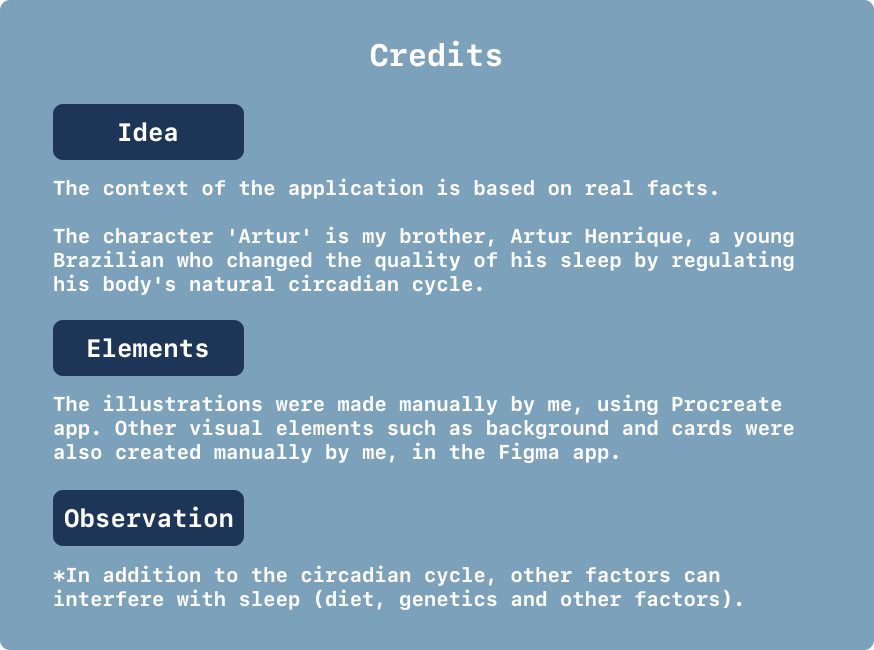 Credits
Idea
The context of the application is based on real facts.
The character 'Artur' is my brother, Artur Henrique, a young
Brazilian who changed the quality of his sleep by regulating
his body's natural circadian cycle.
Elements
The illustrations were made manually by me, using Procreate
app. Other visual elements such as background and cards were
also created manually by me, in the Figma app.
Observation
*In addition to the circadian cycle, other factors can
interfere with sleep (diet, genetics and other factors).